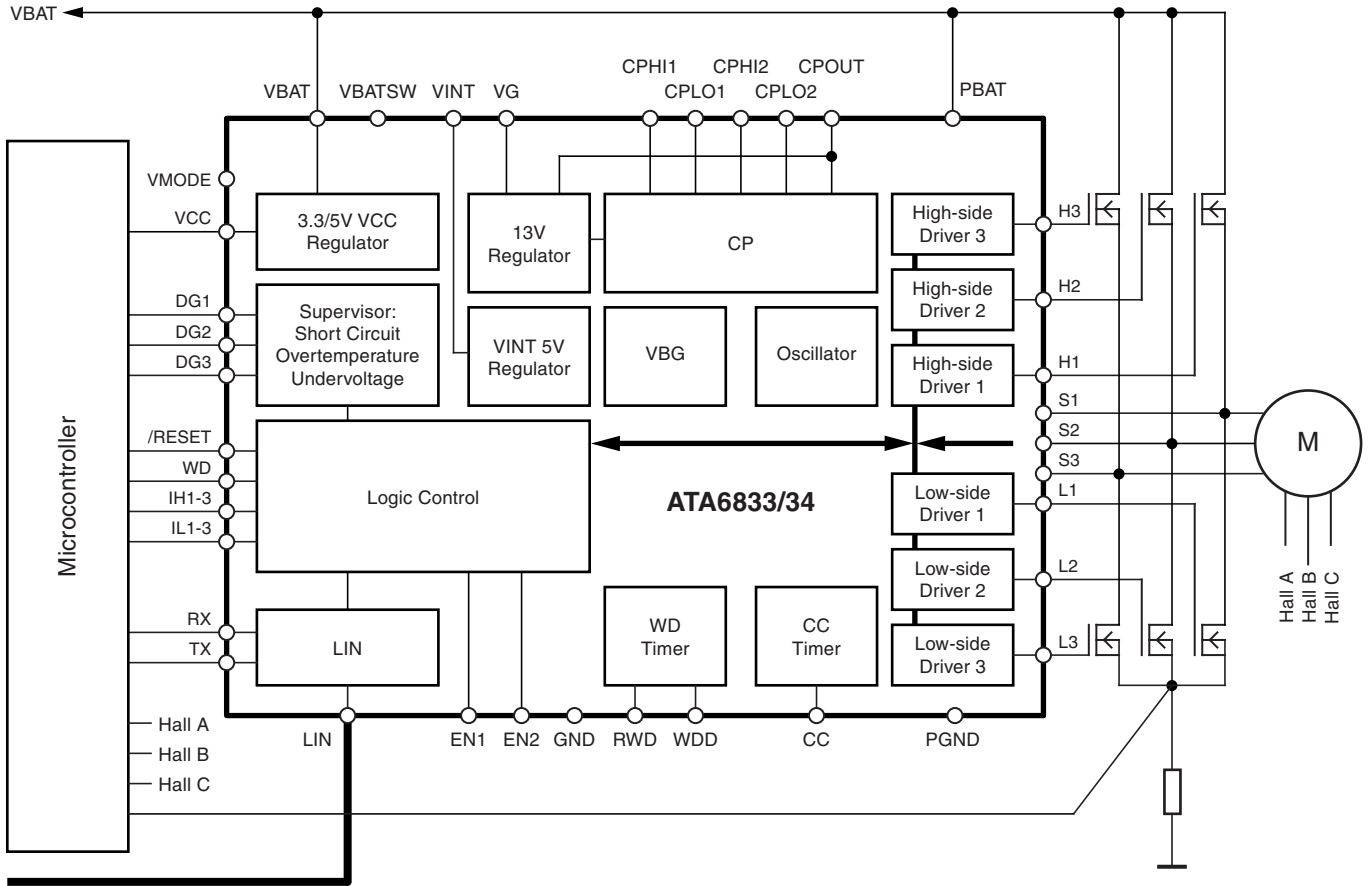 VBAT
CPHI1
CPHI2
CPOUT
VBAT
VBATSW
VINT
VG
CPLO1
CPLO2
PBAT
VMODE
VCC
3.3/5V VCC
Regulator
13V
Regulator
CP
High-side
Driver 3
H3
High-side
Driver 2
H2
DG1
DG2
DG3
Supervisor:
Short Circuit
Overtemperature
Undervoltage
VINT 5V
Regulator
VBG
Oscillator
High-side
Driver 1
H1
S1
S2
S3
M
Microcontroller
/RESET
WD
IH1-3
IL1-3
Logic Control
ATA6833/34
Low-side
Driver 1
L1
Low-side
Driver 2
L2
Hall A
Hall B
Hall C
RX
TX
LIN
WD
Timer
CC
Timer
Low-side
Driver 3
L3
Hall A
Hall B
Hall C
LIN
EN1
EN2
GND
RWD
WDD
CC
PGND